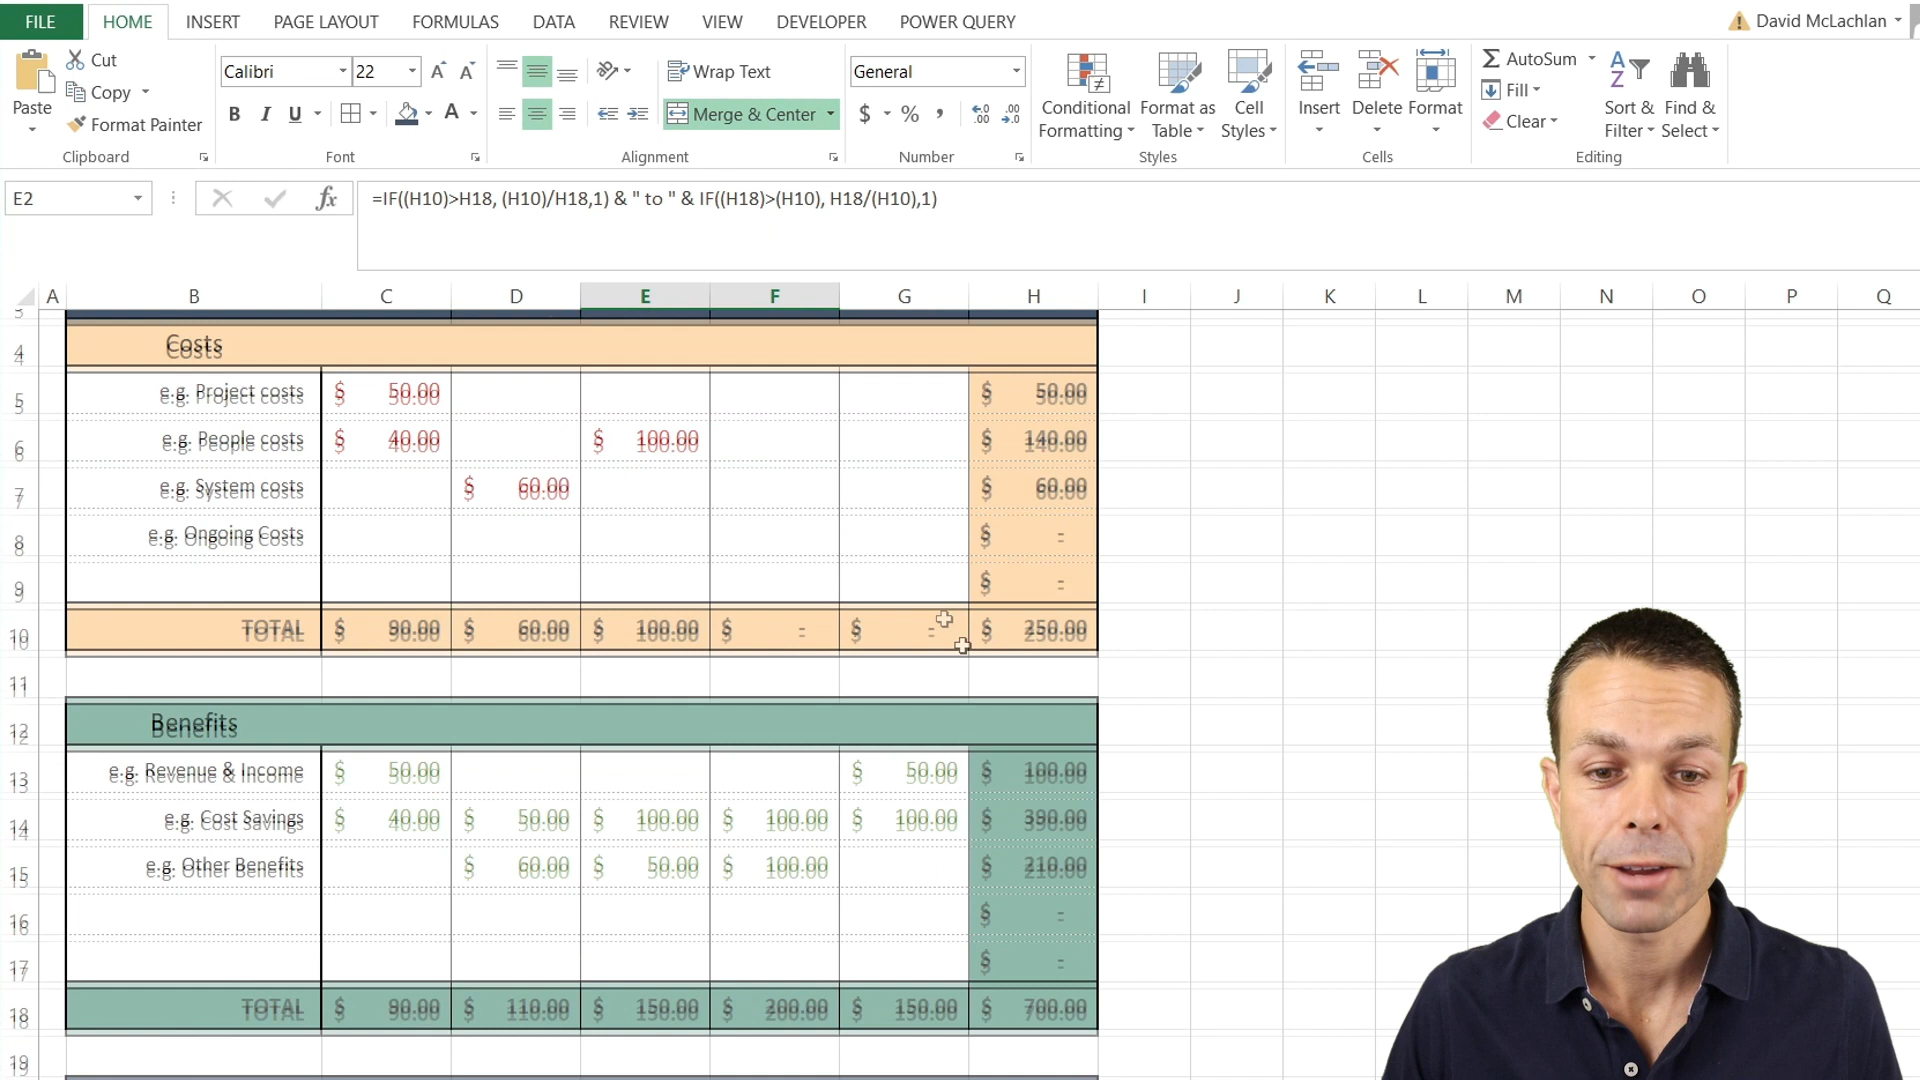 FILE HOME INSERT PAGE LAYOUT FORMULAS DATA REVIEW VIEW DEVELOPER POWER QUERY David McLachlan
Paste
Cut
Copy
Format Painter
Clipboard
Calibri 22
B I U A
Font
Wrap Text
Merge & Center
Alignment
General
$ % ,
Number
Conditional Formatting
Format as Table
Cell Styles
Styles
Insert Delete Format
Cells
AutoSum
Fill
Clear
Sort & Filter
Find & Select
Editing
E2 fx =IF((H10)>H18, (H10)/H18,1) & " to " & IF((H18)>(H10), H18/(H10),1)
A B C D E F G H I J K L M N O P Q
3
4 Costs
5 e.g. Project costs $ 50.00 $ 50.00
6 e.g. People costs $ 40.00 $ 100.00 $ 140.00
7 e.g. System costs $ 60.00 $ 60.00
8 e.g. Ongoing Costs $ -
9 $ -
10 TOTAL $ 90.00 $ 60.00 $ 100.00 $ - $ - $ 250.00
11
12 Benefits
13 e.g. Revenue & Income $ 50.00 $ 50.00 $ 100.00
14 e.g. Cost Savings $ 40.00 $ 50.00 $ 100.00 $ 100.00 $ 100.00 $ 390.00
15 e.g. Other Benefits $ 60.00 $ 50.00 $ 100.00 $ 210.00
16 $ -
17 $ -
18 TOTAL $ 90.00 $ 110.00 $ 150.00 $ 200.00 $ 150.00 $ 700.00
19